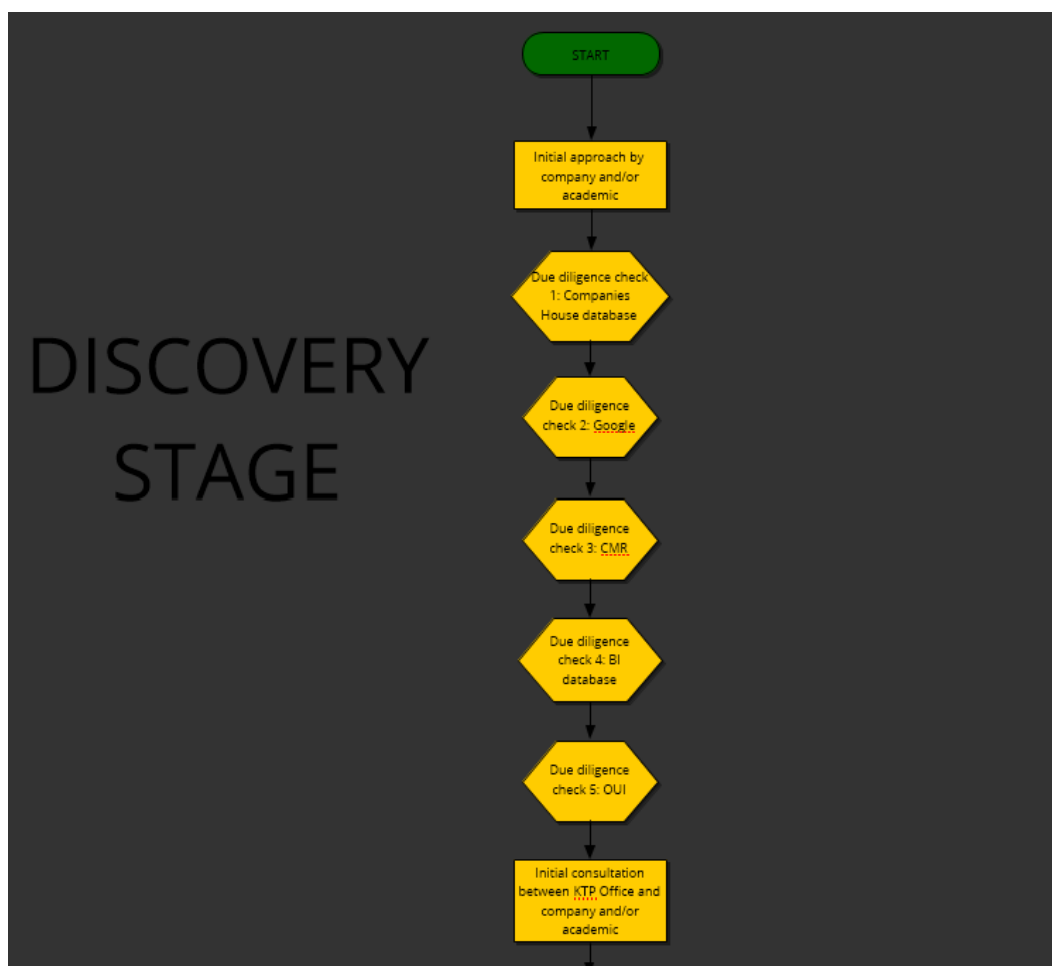 START
Initial approach by
company and/or
academic
Due diligence check
1: Companies
House database
DISCOVERY
STAGE
Due diligence
check 2: Google
Due diligence
check 3: CMR
Due diligence
check 4: BI
database
Due diligence
check 5: OUI
Initial consultation
between KTP Office and
company and/or
academic